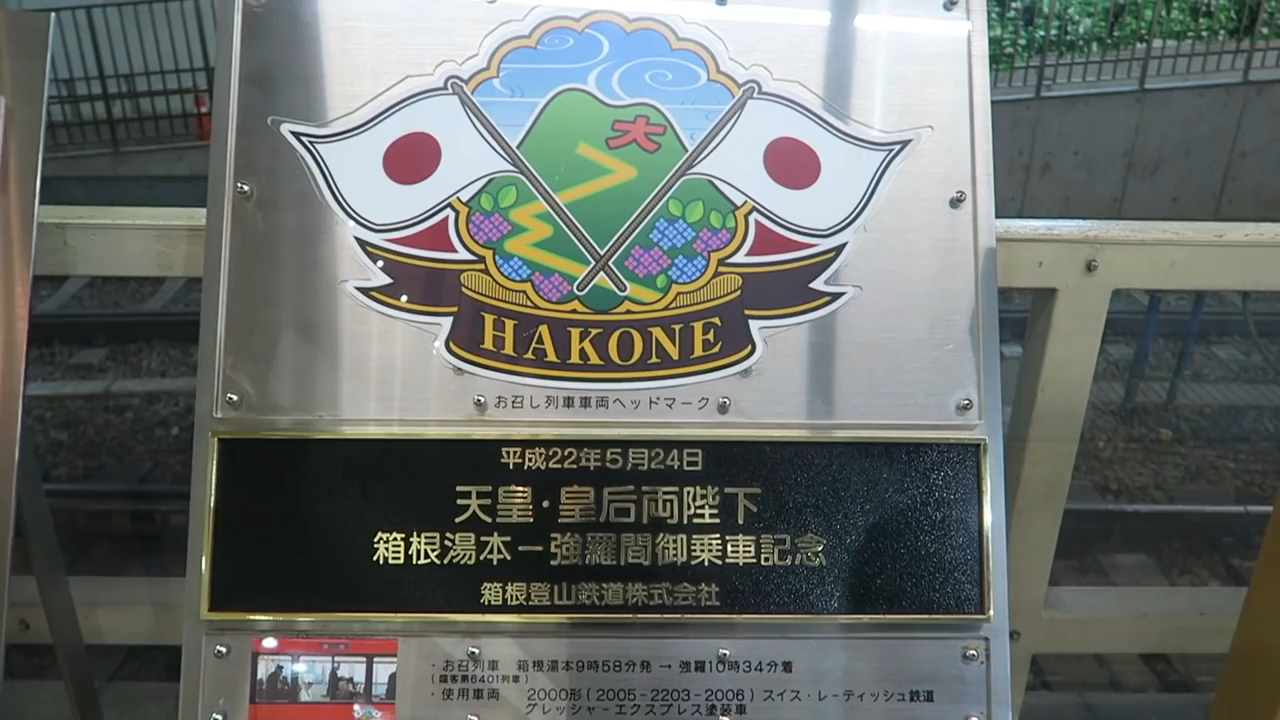 大
HAKONE
お召し列車車両ヘッドマーク
平成22年5月24日
天皇・皇后両陛下
箱根湯本－強羅間御乗車記念
箱根登山鉄道株式会社
・お召列車 箱根湯本9時58分発 → 強羅10時34分着
(臨客第6401列車)
・使用車両 2000形(2005-2203-2006) スイス・レーティッシュ鉄道
グレッシャーエクスプレス塗装車